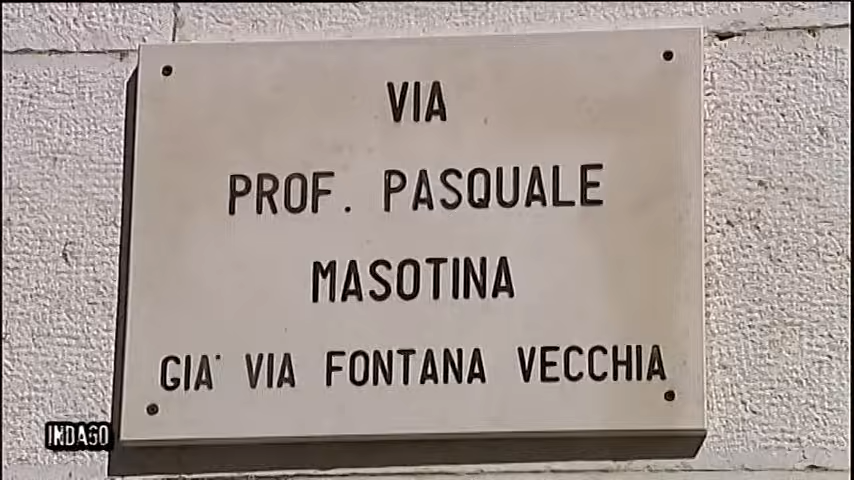 VIA
PROF. PASQUALE
MASOTINA
GIA' VIA FONTANA VECCHIA
INDAGO